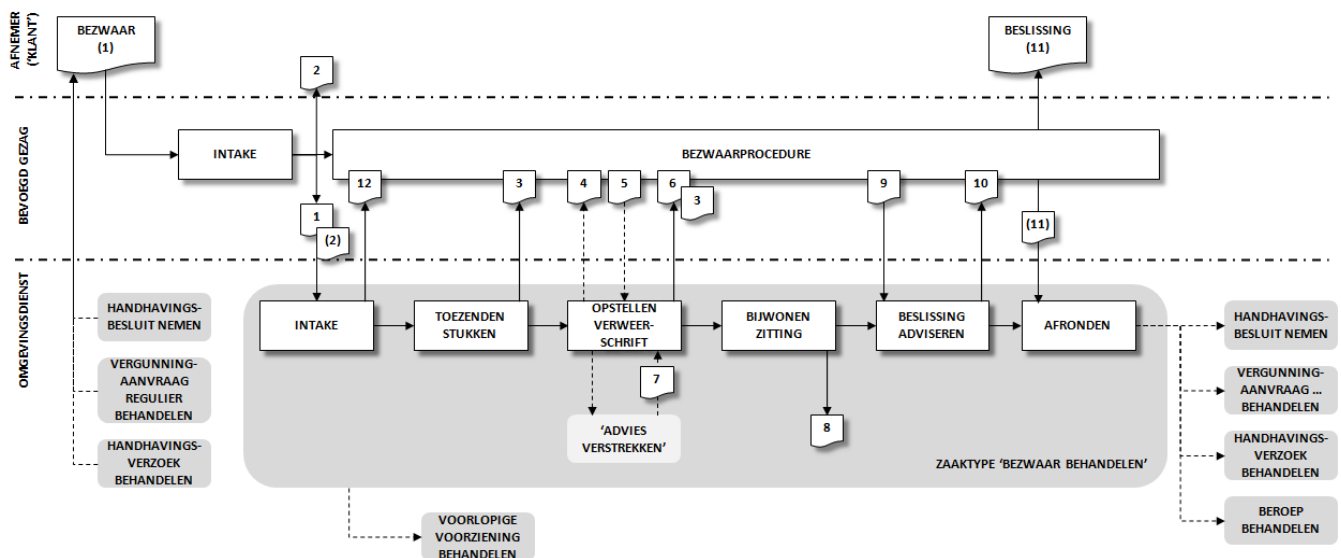 AFNEMER
('KLANT')
BEZWAAR
(1)
2
BESLISSING
(11)
BEVOEGD GEZAG
INTAKE
BEZWAARPROCEDURE
12
3
4
5
6
3
9
10
1
(2)
(11)
OMGEVINGSDIENST
HANDHAVINGS-
BESLUIT NEMEN
VERGUNNING-
AANVRAAG
REGULIER
BEHANDELEN
HANDHAVINGS-
VERZOEK
BEHANDELEN
INTAKE
TOEZENDEN
STUKKEN
OPSTELLEN
VERWEER-
SCHRIFT
BIJWONEN
ZITTING
BESLISSING
ADVISEREN
AFRONDEN
7
'ADVIES
VERSTREKKEN'
8
ZAAKTYPE 'BEZWAAR BEHANDELEN'
HANDHAVINGS-
BESLUIT NEMEN
VERGUNNING-
AANVRAAG ...
BEHANDELEN
HANDHAVINGS-
VERZOEK
BEHANDELEN
BEROEP
BEHANDELEN
VOORLOPIGE
VOORZIENING
BEHANDELEN